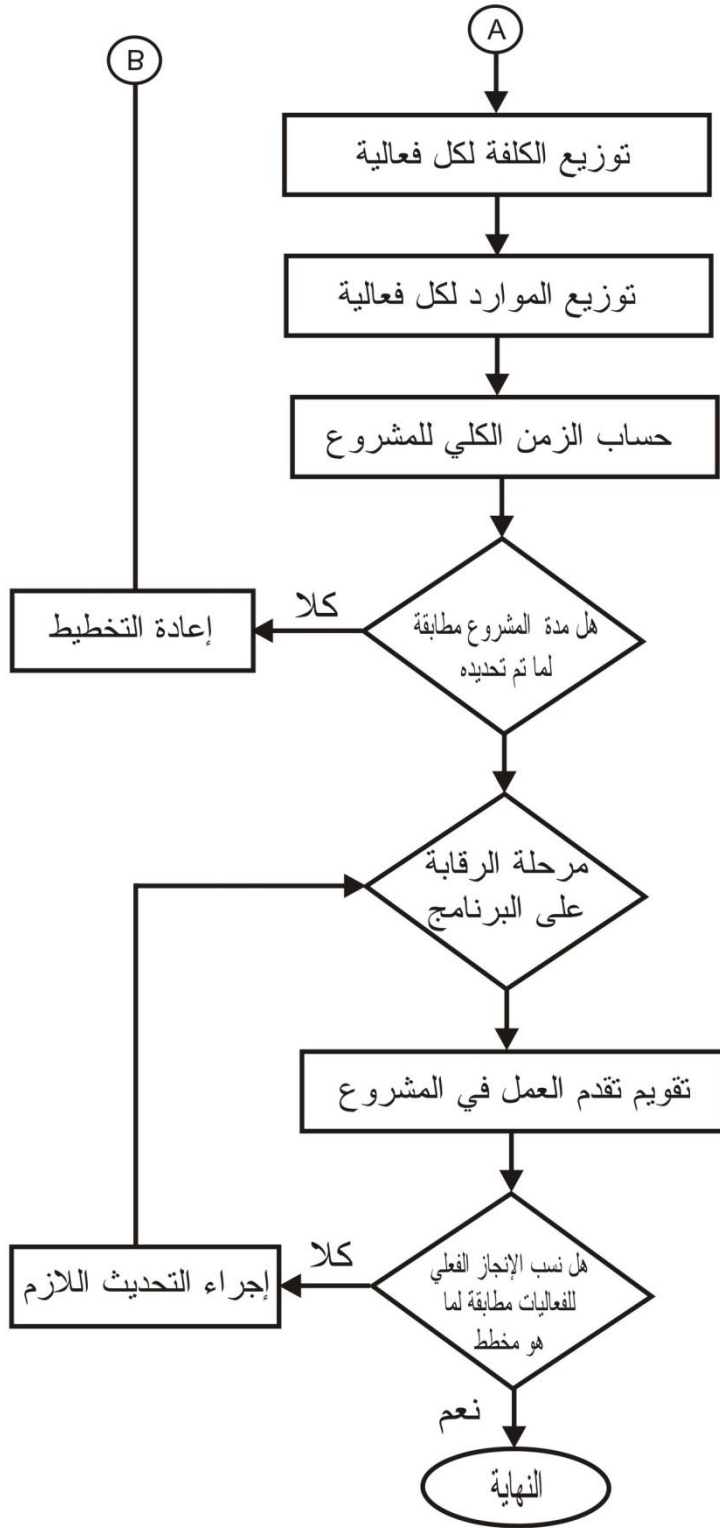 A
B
توزيع الكلفة لكل فعالية
توزيع الموارد لكل فعالية
حساب الزمن الكلي للمشروع
هل مدة المشروع مطابقة
لما تم تحديده
كلا
إعادة التخطيط
مرحلة الرقابة
على البرنامج
تقويم تقدم العمل في المشروع
هل نسب الإنجاز الفعلي
للفعاليات مطابقة لما
هو مخطط
كلا
إجراء التحديث اللازم
نعم
النهاية